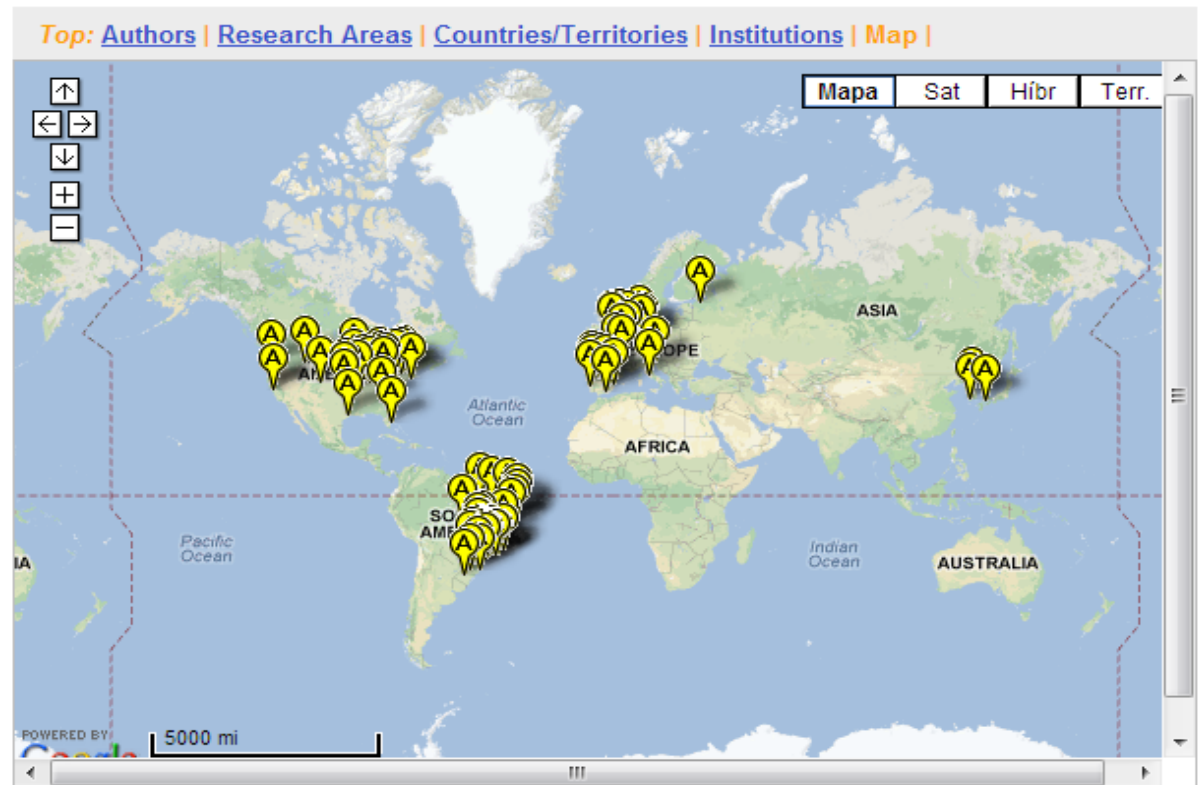 Top: Authors | Research Areas | Countries/Territories | Institutions | Map |
Mapa Sat Híbr Terr.
A
A
A A
A A
A
A A
A
A
A
ASIA
A
A
A
A
A A
Atlantic
Ocean
AFRICA
A
A
A
A
Pacific
Ocean
Indian
Ocean
AUSTRALIA
POWERED BY
Google
5000 mi